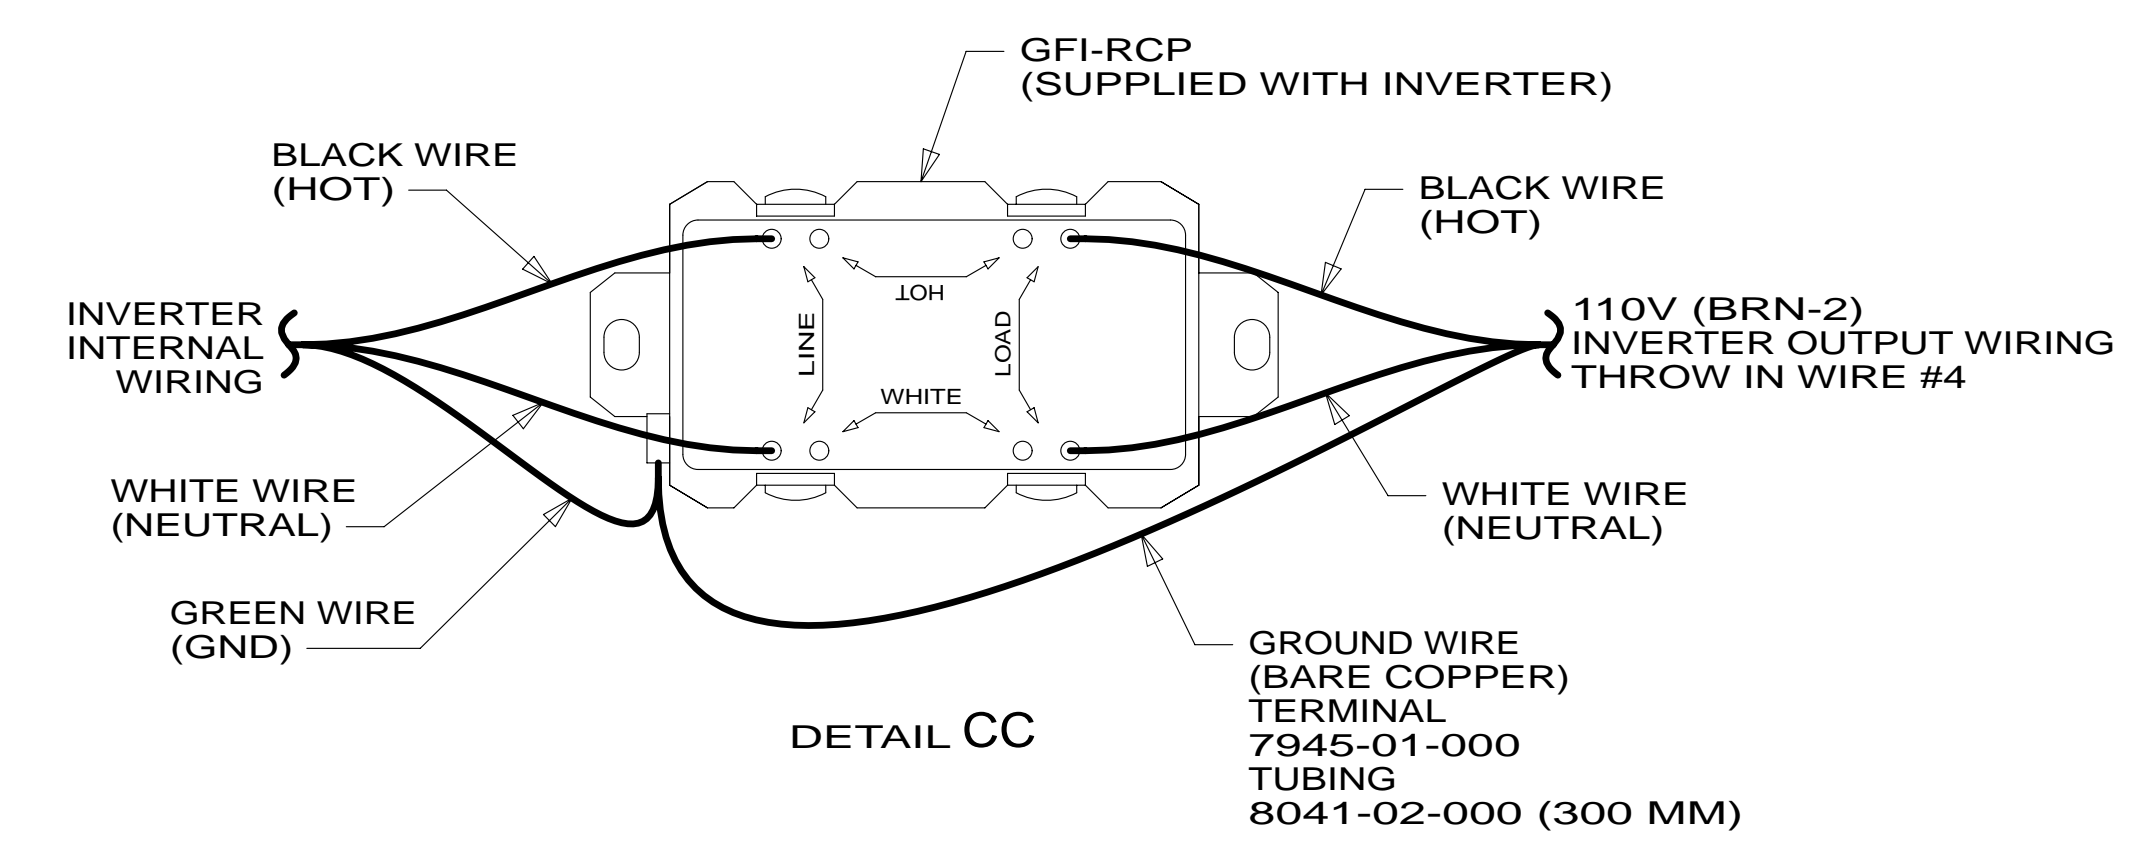 GFI-RCP
(SUPPLIED WITH INVERTER)
BLACK WIRE
(HOT)
BLACK WIRE
(HOT)
HOT
INVERTER
INTERNAL
WIRING
LINE
LOAD
110V (BRN-2)
INVERTER OUTPUT WIRING
THROW IN WIRE #4
WHITE
WHITE WIRE
(NEUTRAL)
WHITE WIRE
(NEUTRAL)
GREEN WIRE
(GND)
GROUND WIRE
(BARE COPPER)
TERMINAL
7945-01-000
TUBING
8041-02-000 (300 MM)
DETAIL CC